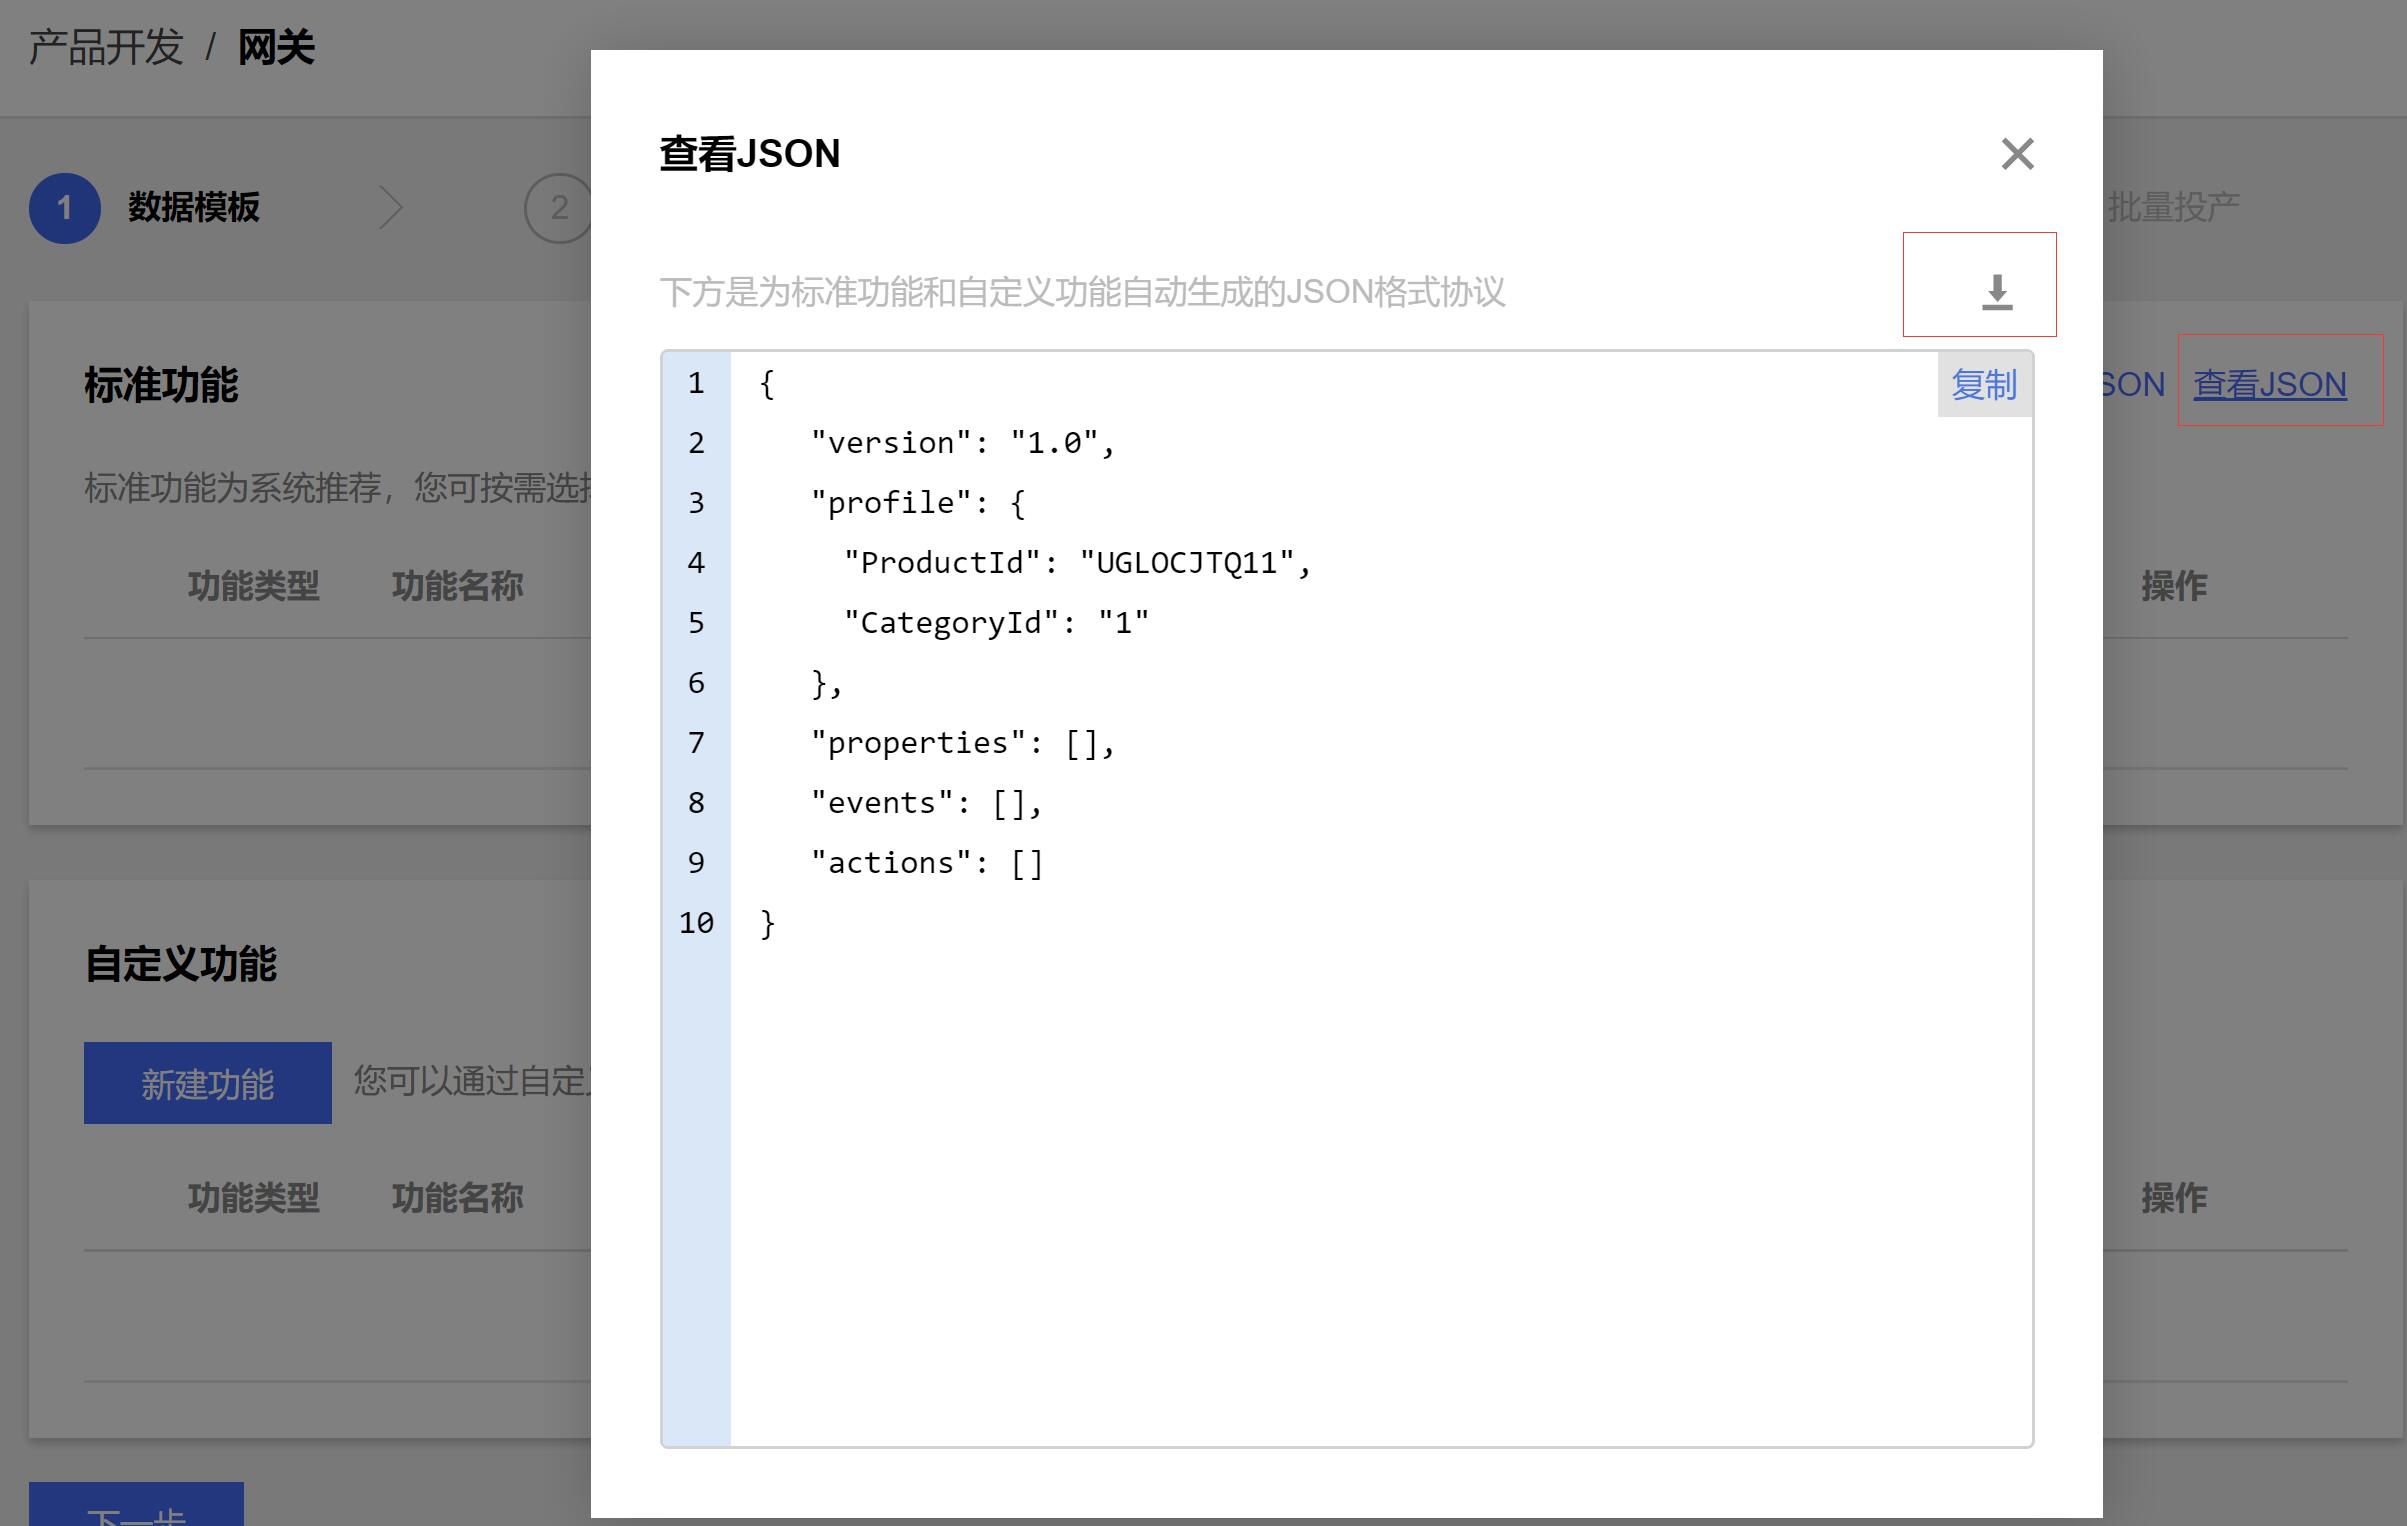 产品开发 / 网关
1 数据模板
2
批量投产
标准功能
SON 查看JSON
标准功能为系统推荐，您可按需选
功能类型 功能名称
操作
自定义功能
新建功能 您可以通过自定
功能类型 功能名称
操作
下一步
查看JSON
下方是为标准功能和自定义功能自动生成的JSON格式协议
复制
1 {
2 "version": "1.0",
3 "profile": {
4 "ProductId": "UGLOCJTQ11",
5 "CategoryId": "1"
6 },
7 "properties": [],
8 "events": [],
9 "actions": []
10 }